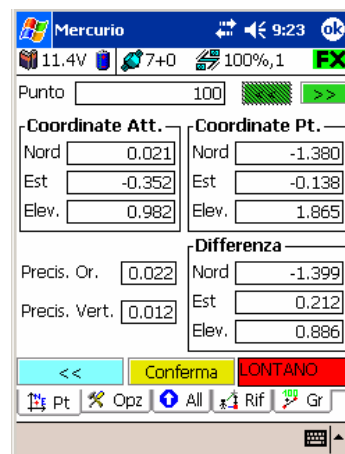 Mercurio 9:23 ok
11.4V 7+0 100%,1 FX
Punto 100 << >>
Coordinate Att. Coordinate Pt.
Nord 0.021 Nord -1.380
Est -0.352 Est -0.138
Elev. 0.982 Elev. 1.865
Differenza
Precis. Or. 0.022 Nord -1.399
Precis. Vert. 0.012 Est 0.212
Elev. 0.886
<< Conferma LONTANO
Pt Opz All Rif Gr